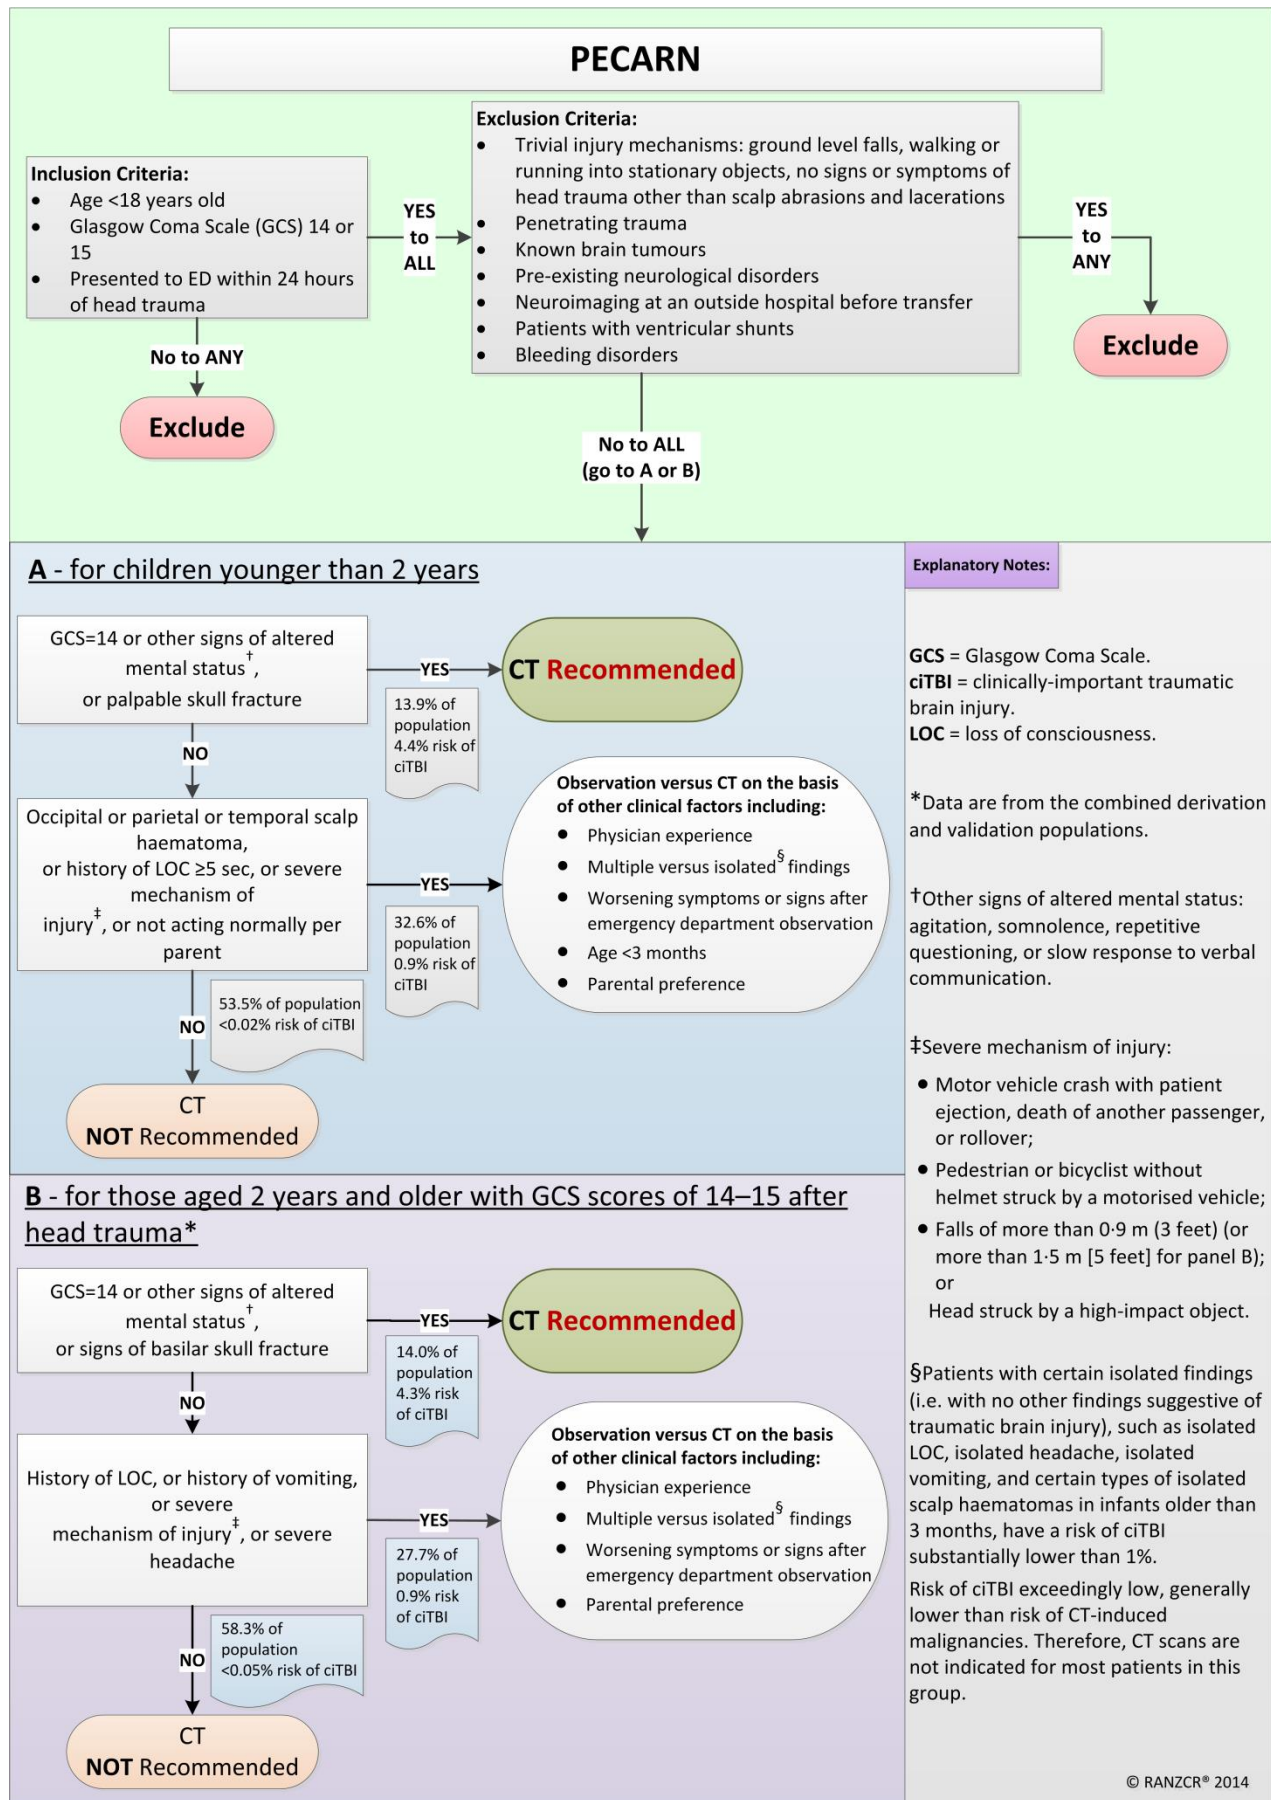 PECARN
Inclusion Criteria:
• Age <18 years old
• Glasgow Coma Scale (GCS) 14 or
15
• Presented to ED within 24 hours
of head trauma
YES
to
ALL
Exclusion Criteria:
• Trivial injury mechanisms: ground level falls, walking or
running into stationary objects, no signs or symptoms of
head trauma other than scalp abrasions and lacerations
• Penetrating trauma
• Known brain tumours
• Pre-existing neurological disorders
• Neuroimaging at an outside hospital before transfer
• Patients with ventricular shunts
• Bleeding disorders
YES
to
ANY
Exclude
No to ANY
Exclude
No to ALL
(go to A or B)
A - for children younger than 2 years
GCS=14 or other signs of altered
mental status†,
or palpable skull fracture
YES
13.9% of
population
4.4% risk of
ciTBI
CT Recommended
NO
Occipital or parietal or temporal scalp
haematoma,
or history of LOC ≥5 sec, or severe
mechanism of
injury‡, or not acting normally per
parent
YES
32.6% of
population
0.9% risk of
ciTBI
Observation versus CT on the basis
of other clinical factors including:
• Physician experience
• Multiple versus isolated§ findings
• Worsening symptoms or signs after
emergency department observation
• Age <3 months
• Parental preference
NO
53.5% of population
<0.02% risk of ciTBI
CT
NOT Recommended
B - for those aged 2 years and older with GCS scores of 14–15 after
head trauma*
GCS=14 or other signs of altered
mental status†,
or signs of basilar skull fracture
YES
14.0% of
population
4.3% risk
of ciTBI
CT Recommended
NO
History of LOC, or history of vomiting,
or severe
mechanism of injury‡, or severe
headache
YES
27.7% of
population
0.9% risk
of ciTBI
Observation versus CT on the basis
of other clinical factors including:
• Physician experience
• Multiple versus isolated§ findings
• Worsening symptoms or signs after
emergency department observation
• Parental preference
NO
58.3% of
population
<0.05% risk of ciTBI
CT
NOT Recommended
Explanatory Notes:
GCS = Glasgow Coma Scale.
ciTBI = clinically-important traumatic
brain injury.
LOC = loss of consciousness.
*Data are from the combined derivation
and validation populations.
†Other signs of altered mental status:
agitation, somnolence, repetitive
questioning, or slow response to verbal
communication.
‡Severe mechanism of injury:
• Motor vehicle crash with patient
ejection, death of another passenger,
or rollover;
• Pedestrian or bicyclist without
helmet struck by a motorised vehicle;
• Falls of more than 0·9 m (3 feet) (or
more than 1·5 m [5 feet] for panel B);
or
Head struck by a high-impact object.
§Patients with certain isolated findings
(i.e. with no other findings suggestive of
traumatic brain injury), such as isolated
LOC, isolated headache, isolated
vomiting, and certain types of isolated
scalp haematomas in infants older than
3 months, have a risk of ciTBI
substantially lower than 1%.
Risk of ciTBI exceedingly low, generally
lower than risk of CT-induced
malignancies. Therefore, CT scans are
not indicated for most patients in this
group.
© RANZCR® 2014